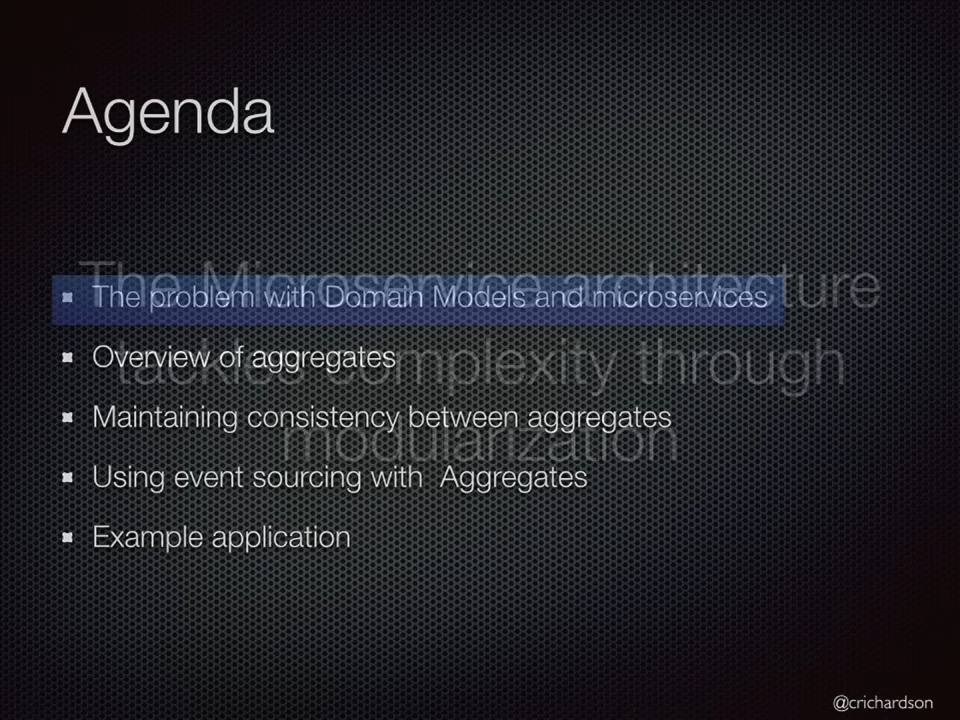 Agenda
The Microservice architecture
tackles complexity through
modularization
The problem with Domain Models and microservices
Overview of aggregates
Maintaining consistency between aggregates
Using event sourcing with Aggregates
Example application
@crichardson